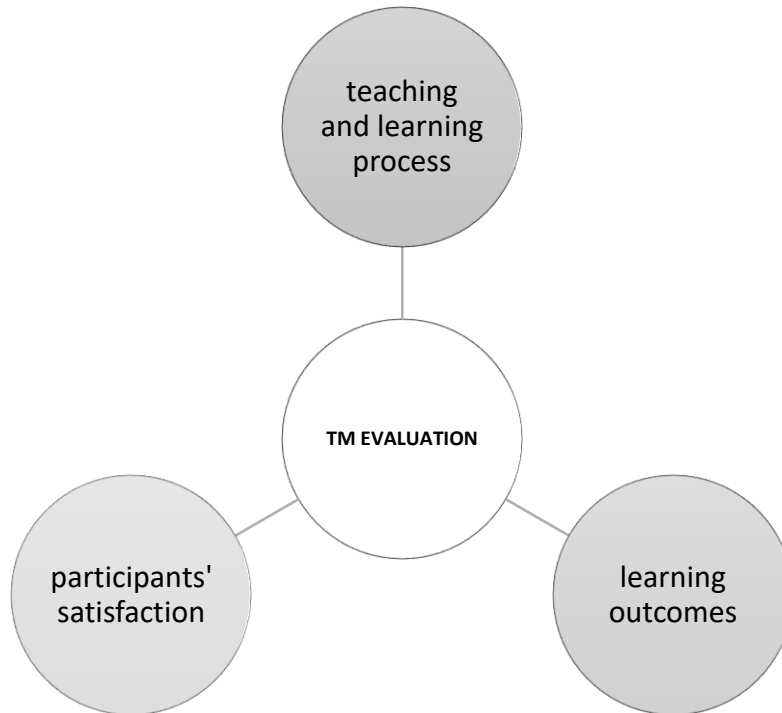 teaching
and learning
process
TM EVALUATION
participants'
satisfaction
learning
outcomes